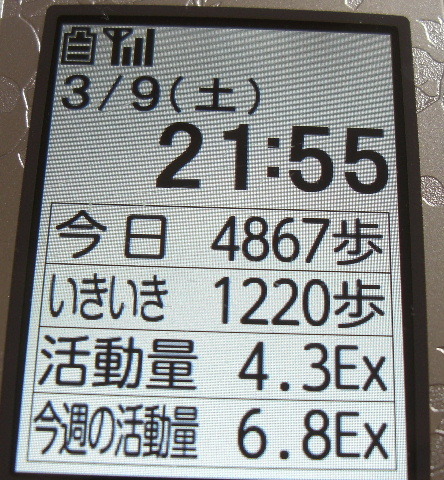 3/9(土)
21:55
今日 4867歩
いきいき 1220歩
活動量 4.3Ex
今週の活動量 6.8Ex